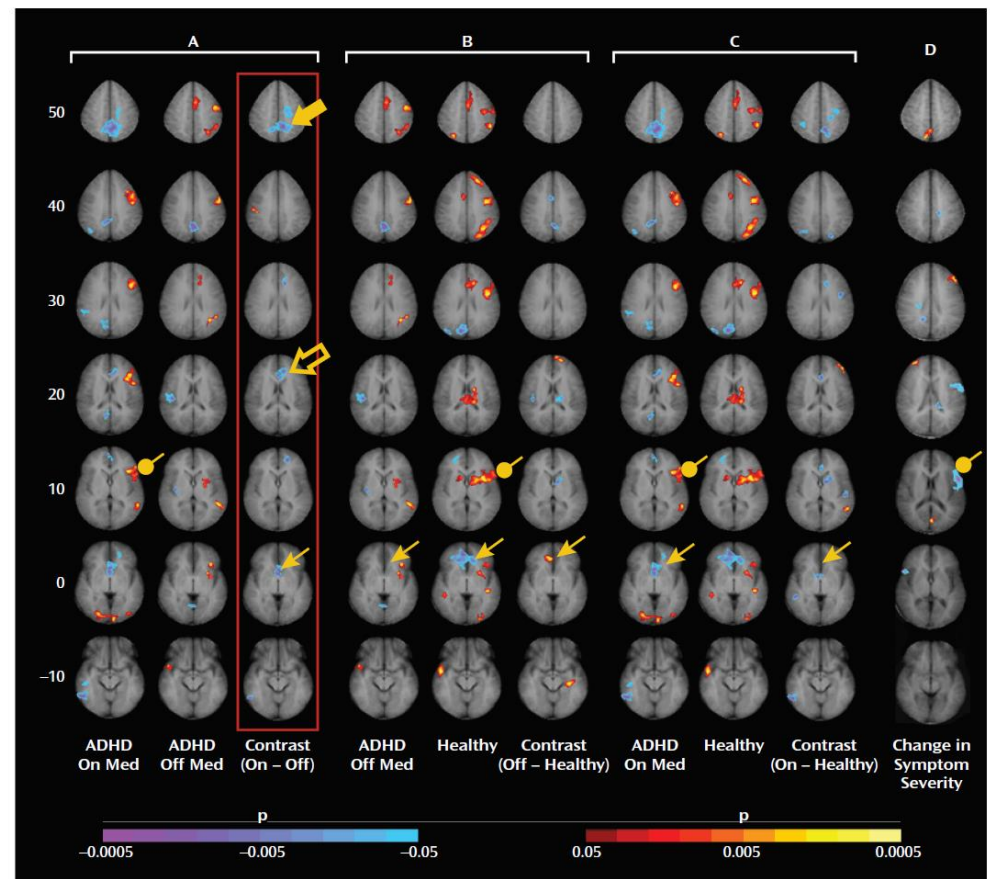 A B C D
50
40
30
20
10
0
–10
ADHD On Med
ADHD Off Med
Contrast (On – Off)
ADHD Off Med
Healthy
Contrast (Off – Healthy)
ADHD On Med
Healthy
Contrast (On – Healthy)
Change in Symptom Severity
p p
–0.0005 –0.005 –0.05 0.05 0.005 0.0005